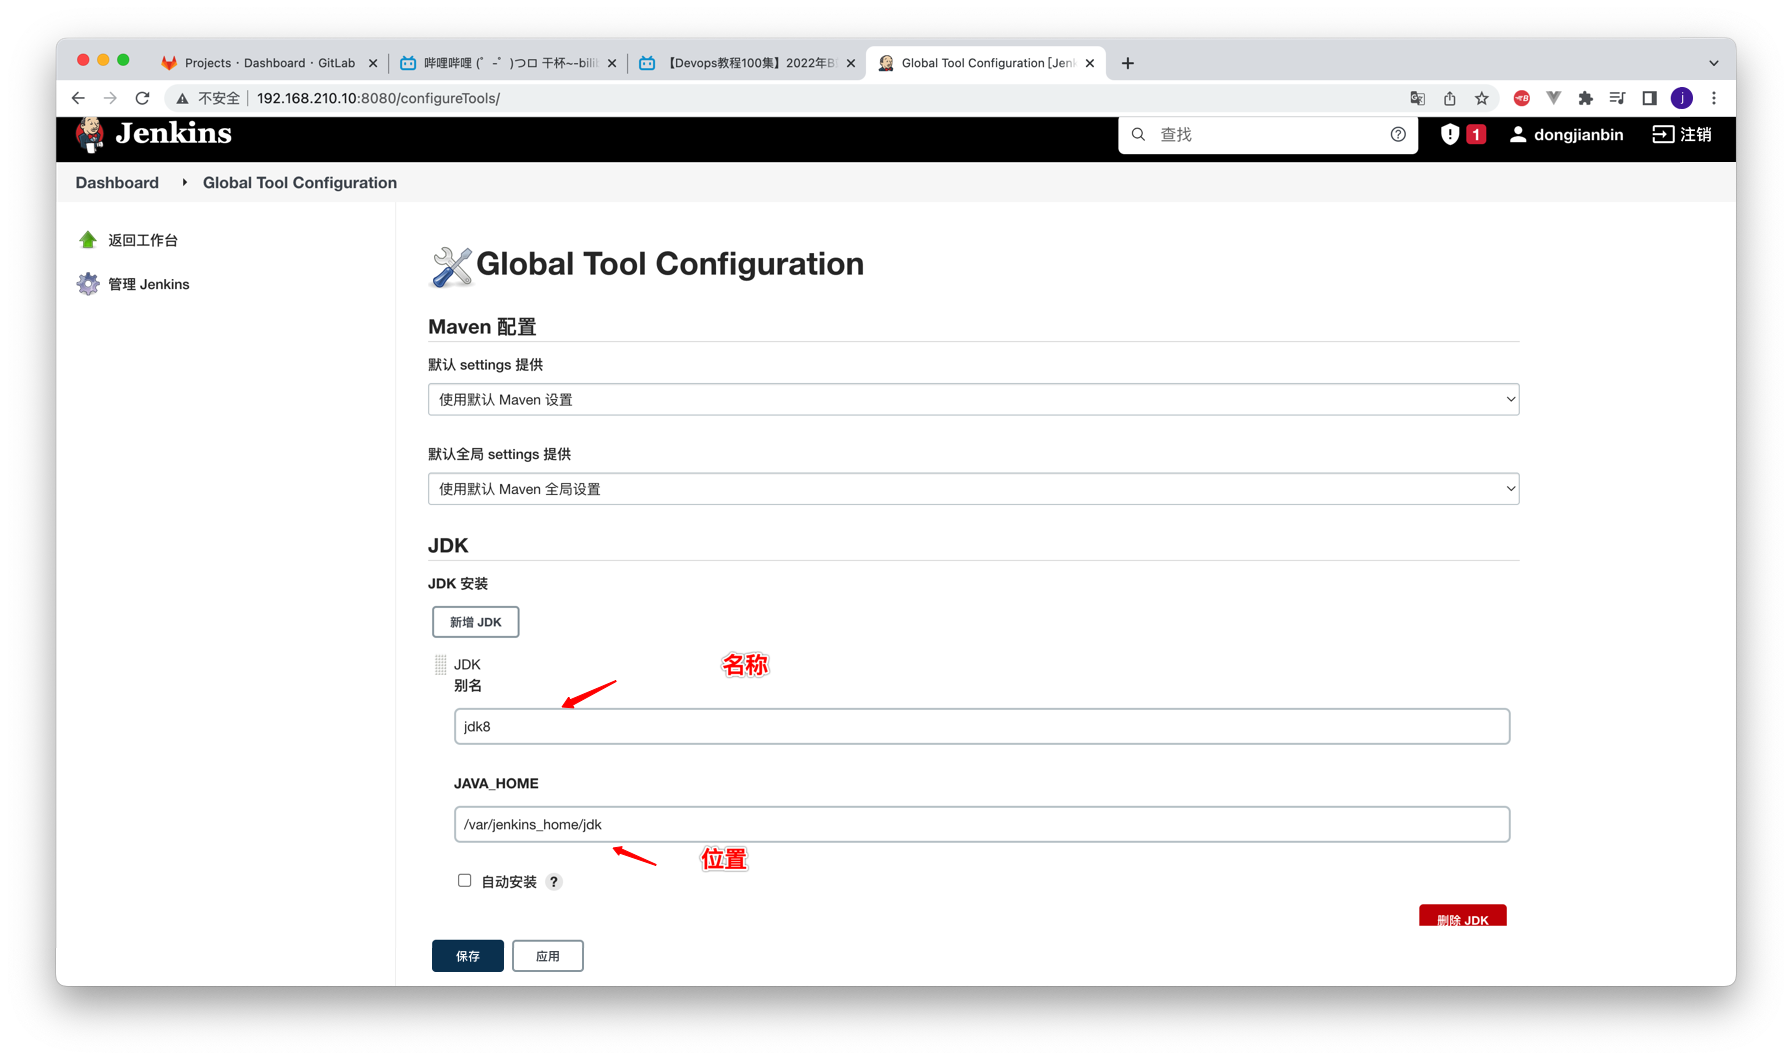 Projects · Dashboard · GitLab
哔哩哔哩 (゜-゜)つロ 干杯~-bili
【Devops教程100集】2022年B
Global Tool Configuration [Jenk
不安全 192.168.210.10:8080/configureTools/
j
Jenkins
查找
1
dongjianbin
注销
Dashboard
Global Tool Configuration
返回工作台
管理 Jenkins
Global Tool Configuration
Maven 配置
默认 settings 提供
使用默认 Maven 设置
默认全局 settings 提供
使用默认 Maven 全局设置
JDK
JDK 安装
新增 JDK
JDK
名称
别名
jdk8
JAVA_HOME
/var/jenkins_home/jdk
位置
自动安装 ?
删除 JDK
保存
应用